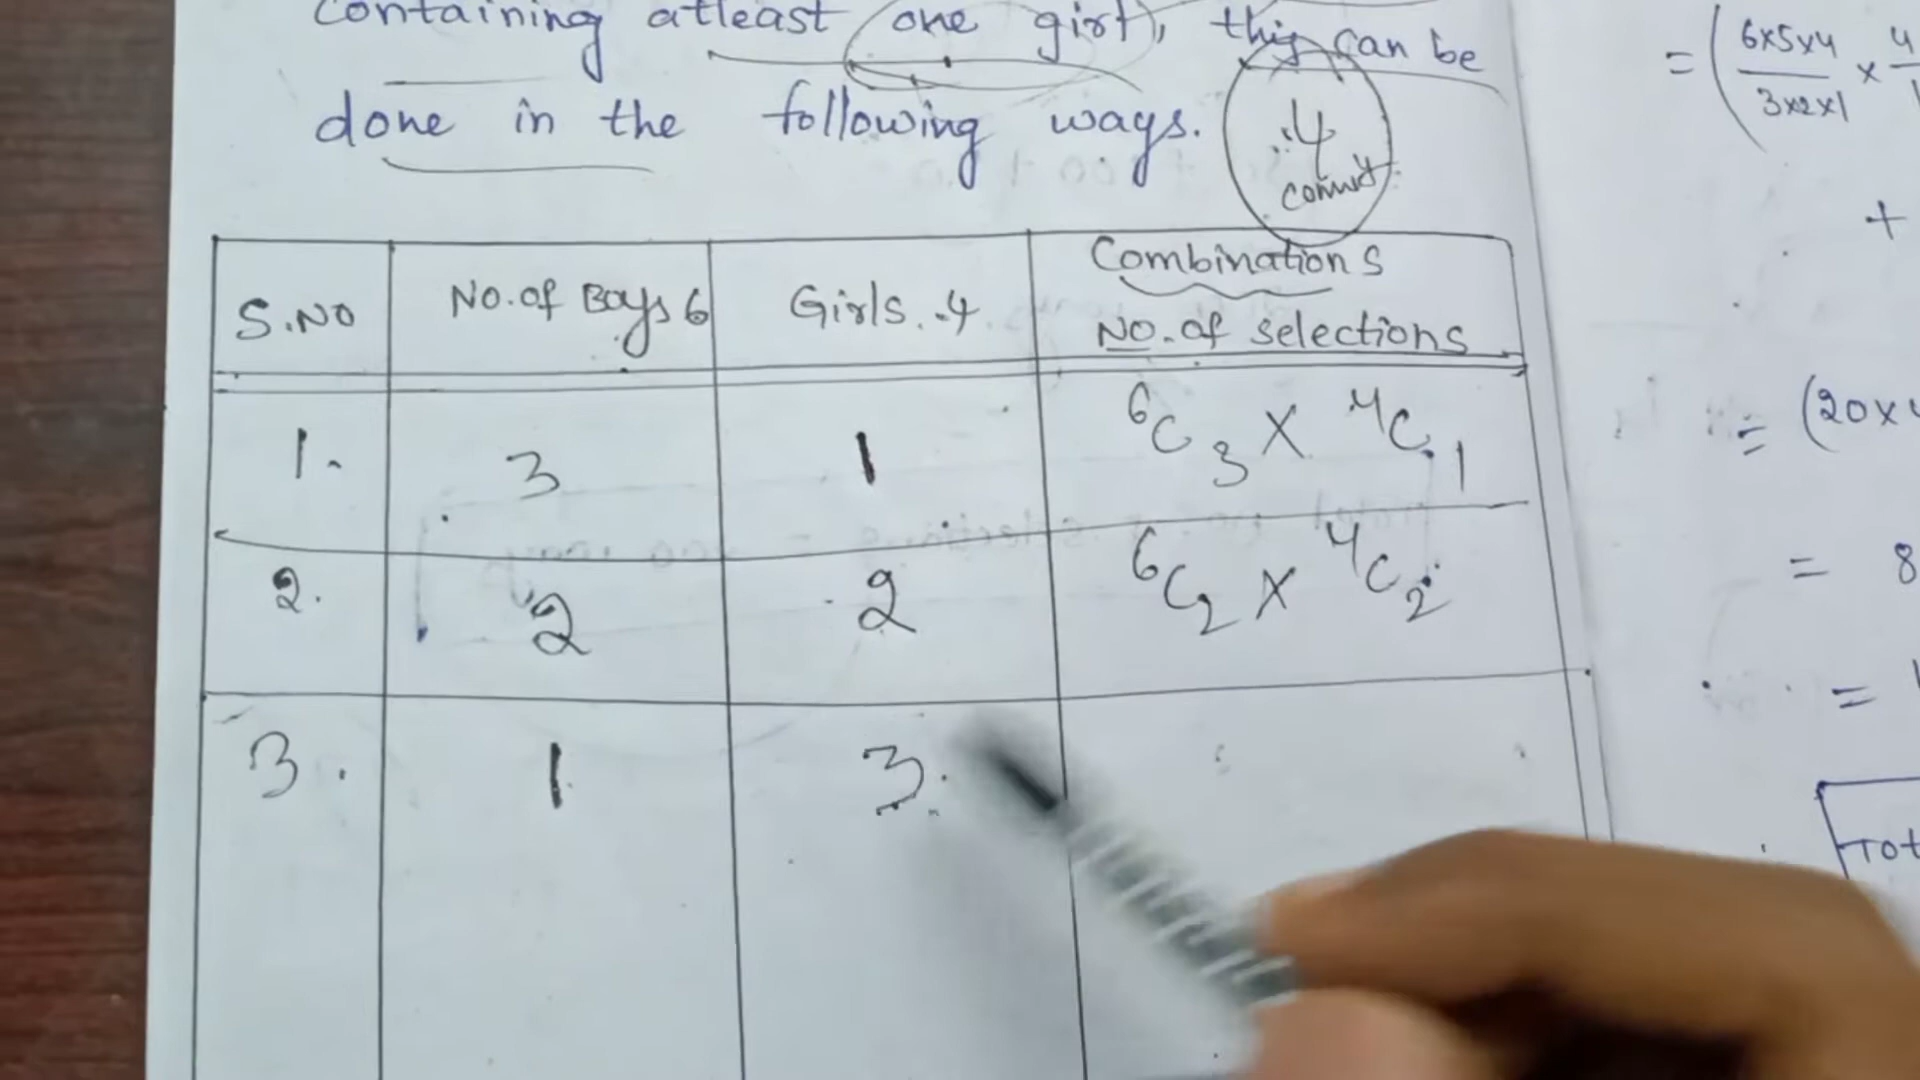 containing atleast one girl, this can be
done in the following ways.
4
S.NO No.of Boys 6 Girls. 4 Combinations
No. of selections
1. 3 1 ⁶C₃ X ⁴C₁
2. 2 2 ⁶C₂ X ⁴C₂
3. 1 3.
= ( 6x5x4 / 3x2x1 x 4
+
= (20x4
= 8
=
Tot